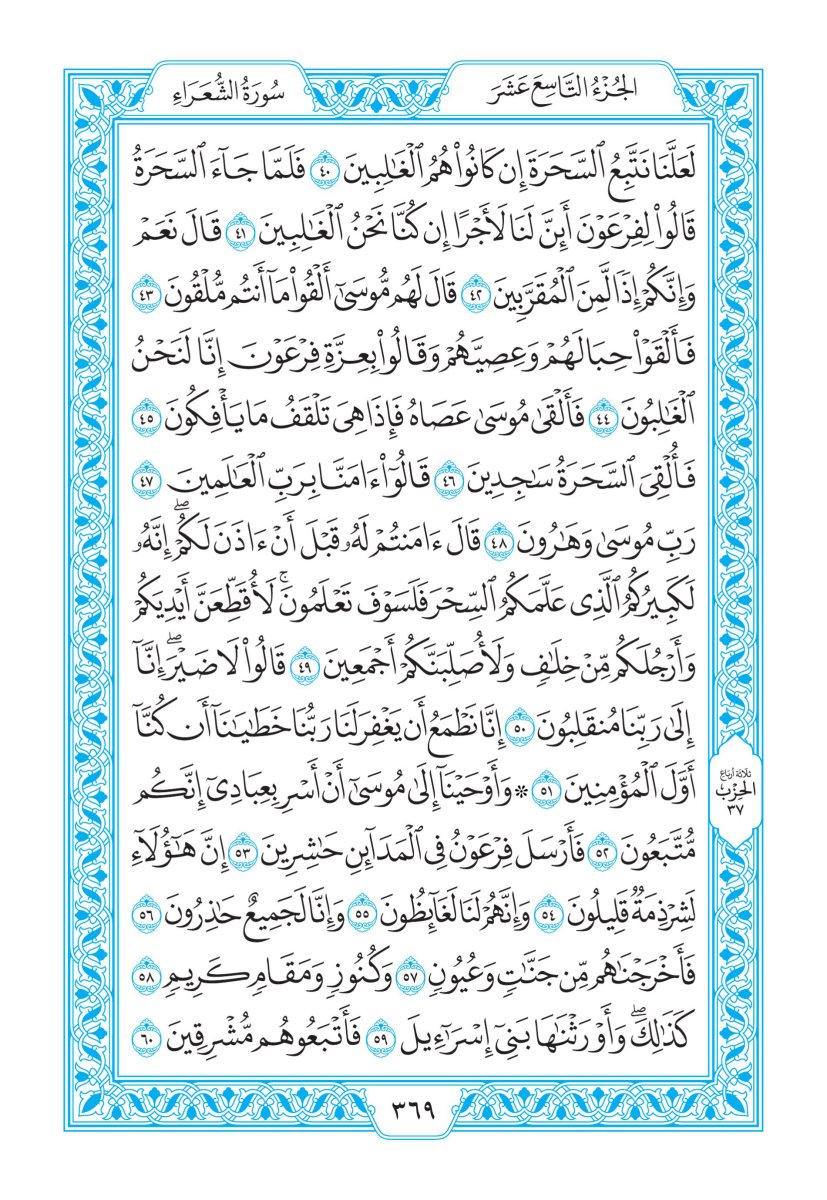 الجُزْءُ التَّاسِعَ عَشَرَ
سُورَةُ الشُّعَرَاءِ
لَعَلَّنَا نَتَّبِعُ ٱلسَّحَرَةَ إِن كَانُوا۟ هُمُ ٱلْغَٰلِبِينَ ٤٠ فَلَمَّا جَآءَ ٱلسَّحَرَةُ
قَالُوا۟ لِفِرْعَوْنَ أَئِنَّ لَنَا لَأَجْرًا إِن كُنَّا نَحْنُ ٱلْغَٰلِبِينَ ٤١ قَالَ نَعَمْ
وَإِنَّكُمْ إِذًا لَّمِنَ ٱلْمُقَرَّبِينَ ٤٢ قَالَ لَهُم مُّوسَىٰٓ أَلْقُوا۟ مَآ أَنتُم مُّلْقُونَ ٤٣
فَأَلْقَوْا۟ حِبَالَهُمْ وَعِصِيَّهُمْ وَقَالُوا۟ بِعِزَّةِ فِرْعَوْنَ إِنَّا لَنَحْنُ
ٱلْغَٰلِبُونَ ٤٤ فَأَلْقَىٰ مُوسَىٰ عَصَاهُ فَإِذَا هِىَ تَلْقَفُ مَا يَأْفِكُونَ ٤٥
فَأُلْقِىَ ٱلسَّحَرَةُ سَٰجِدِينَ ٤٦ قَالُوٓا۟ ءَامَنَّا بِرَبِّ ٱلْعَٰلَمِينَ ٤٧
رَبِّ مُوسَىٰ وَهَٰرُونَ ٤٨ قَالَ ءَامَنتُمْ لَهُۥ قَبْلَ أَنْ ءَاذَنَ لَكُمْ ۖ إِنَّهُۥ
لَكَبِيرُكُمُ ٱلَّذِى عَلَّمَكُمُ ٱلسِّحْرَ فَلَسَوْفَ تَعْلَمُونَ ۚ لَأُقَطِّعَنَّ أَيْدِيَكُمْ
وَأَرْجُلَكُم مِّنْ خِلَٰفٍ وَلَأُصَلِّبَنَّكُمْ أَجْمَعِينَ ٤٩ قَالُوا۟ لَا ضَيْرَ ۖ إِنَّآ
إِلَىٰ رَبِّنَا مُنقَلِبُونَ ٥٠ إِنَّا نَطْمَعُ أَن يَغْفِرَ لَنَا رَبُّنَا خَطَٰيَٰنَآ أَن كُنَّآ
أَوَّلَ ٱلْمُؤْمِنِينَ ٥١ * وَأَوْحَيْنَآ إِلَىٰ مُوسَىٰٓ أَنْ أَسْرِ بِعِبَادِىٓ إِنَّكُم
مُّتَّبَعُونَ ٥٢ فَأَرْسَلَ فِرْعَوْنُ فِى ٱلْمَدَآئِنِ حَٰشِرِينَ ٥٣ إِنَّ هَٰٓؤُلَآءِ
لَشِرْذِمَةٌ قَلِيلُونَ ٥٤ وَإِنَّهُمْ لَنَا لَغَآئِظُونَ ٥٥ وَإِنَّا لَجَمِيعٌ حَٰذِرُونَ ٥٦
فَأَخْرَجْنَٰهُم مِّن جَنَّٰتٍ وَعُيُونٍ ٥٧ وَكُنُوزٍ وَمَقَامٍ كَرِيمٍ ٥٨
كَذَٰلِكَ ۖ وَأَوْرَثْنَٰهَا بَنِىٓ إِسْرَٰٓءِيلَ ٥٩ فَأَتْبَعُوهُم مُّشْرِقِينَ ٦٠
ثلاثة أرباع
الحِزْب
٣٧
٣٦٩